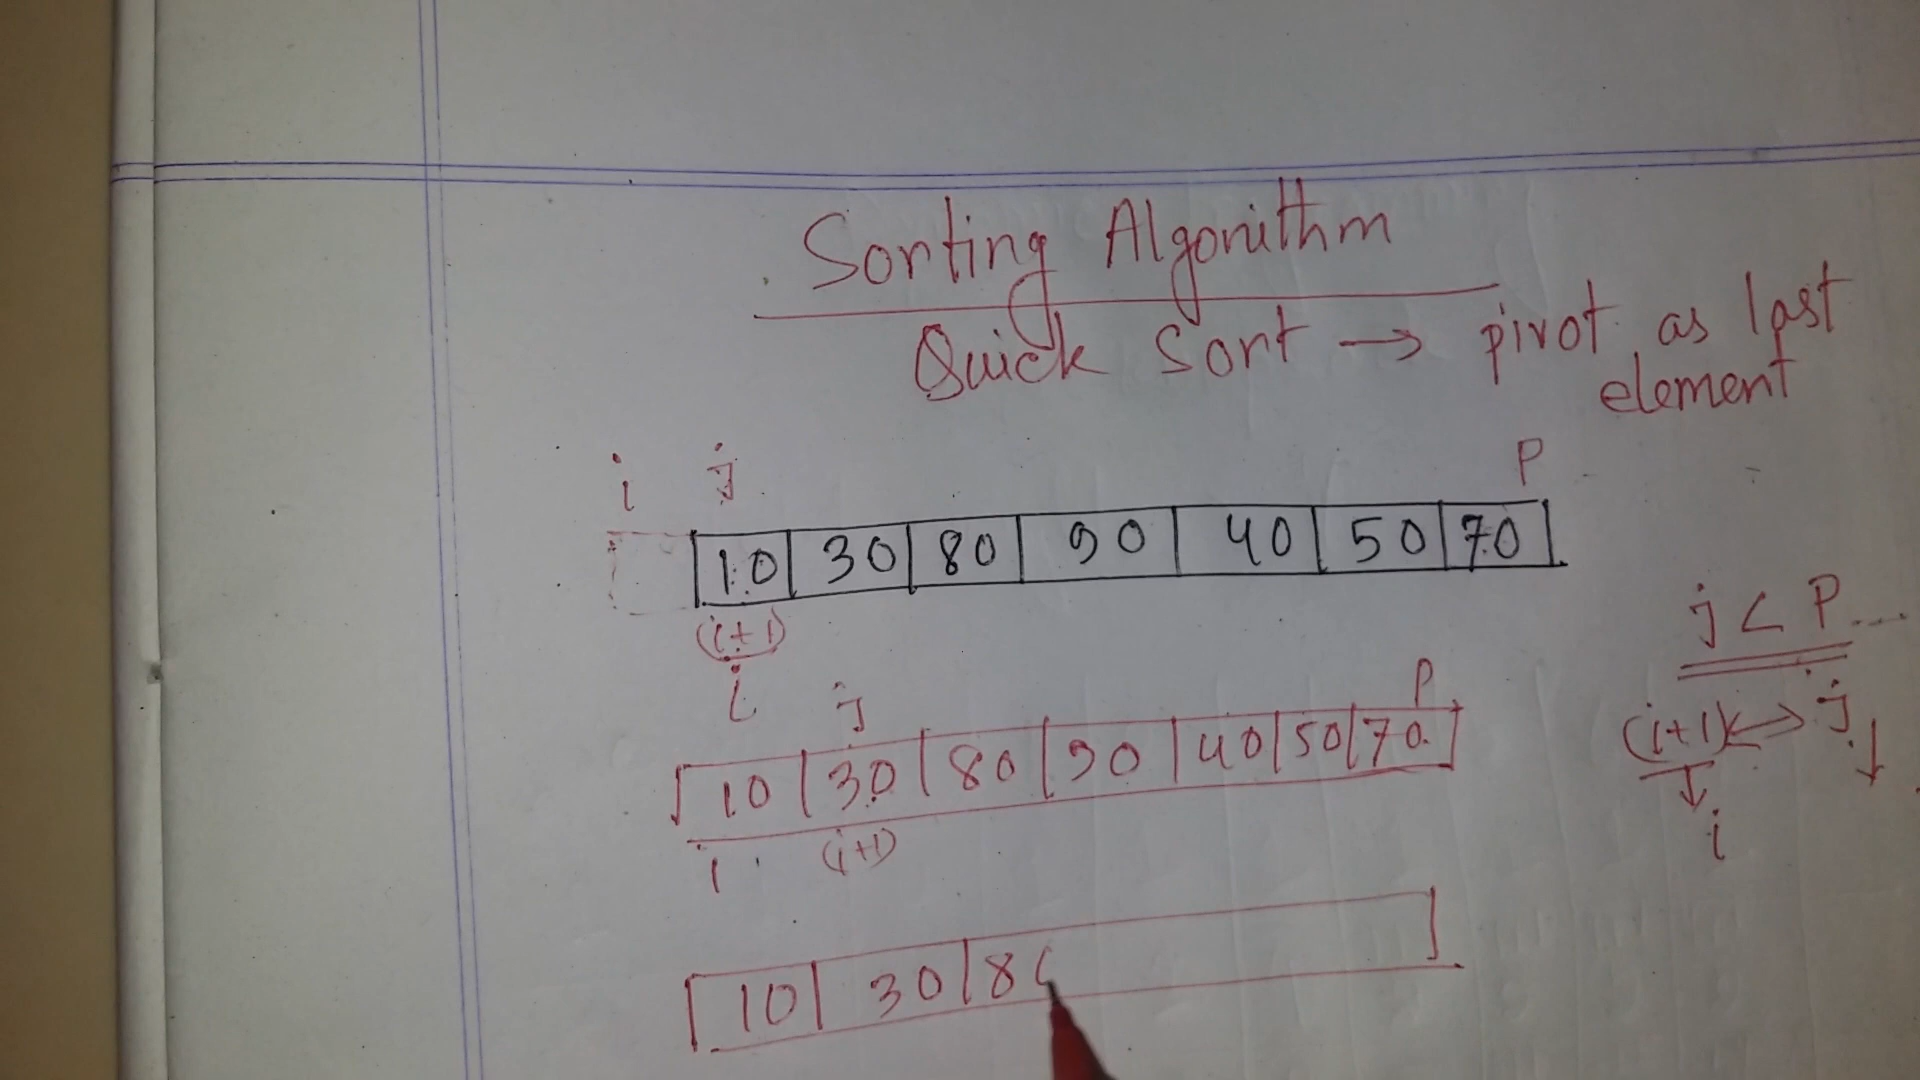 Sorting Algorithm
Quick Sort → pivot as last
element
i j P
10 30 80 90 40 50 70
(i+1)
i j P
10 30 80 90 40 50 70
i (i+1)
10 30 80
j < P...
(i+1) ↔ j
↓ ↓
i